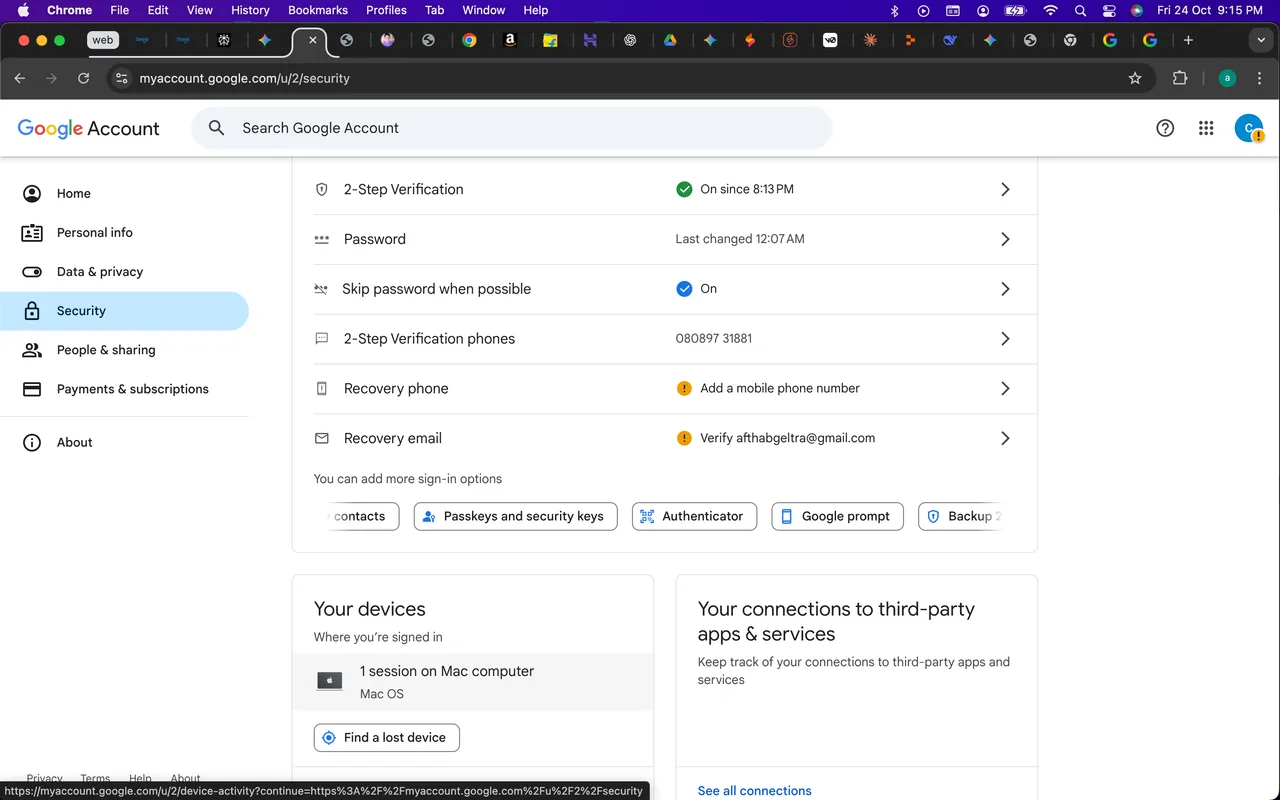 Chrome File Edit View History Bookmarks Profiles Tab Window Help Fri 24 Oct 9:15 PM
web
myaccount.google.com/u/2/security a
Google Account Search Google Account C
Home
Personal info
Data & privacy
Security
People & sharing
Payments & subscriptions
About
2-Step Verification On since 8:13 PM
Password Last changed 12:07 AM
Skip password when possible On
2-Step Verification phones 080897 31881
Recovery phone Add a mobile phone number
Recovery email Verify afthabgeltra@gmail.com
You can add more sign-in options
contacts Passkeys and security keys Authenticator Google prompt Backup 2
Your devices
Where you're signed in
1 session on Mac computer
Mac OS
Find a lost device
Your connections to third-party
apps & services
Keep track of your connections to third-party apps and
services
See all connections
Privacy Terms Help About
https://myaccount.google.com/u/2/device-activity?continue=https%3A%2F%2Fmyaccount.google.com%2Fu%2F2%2Fsecurity